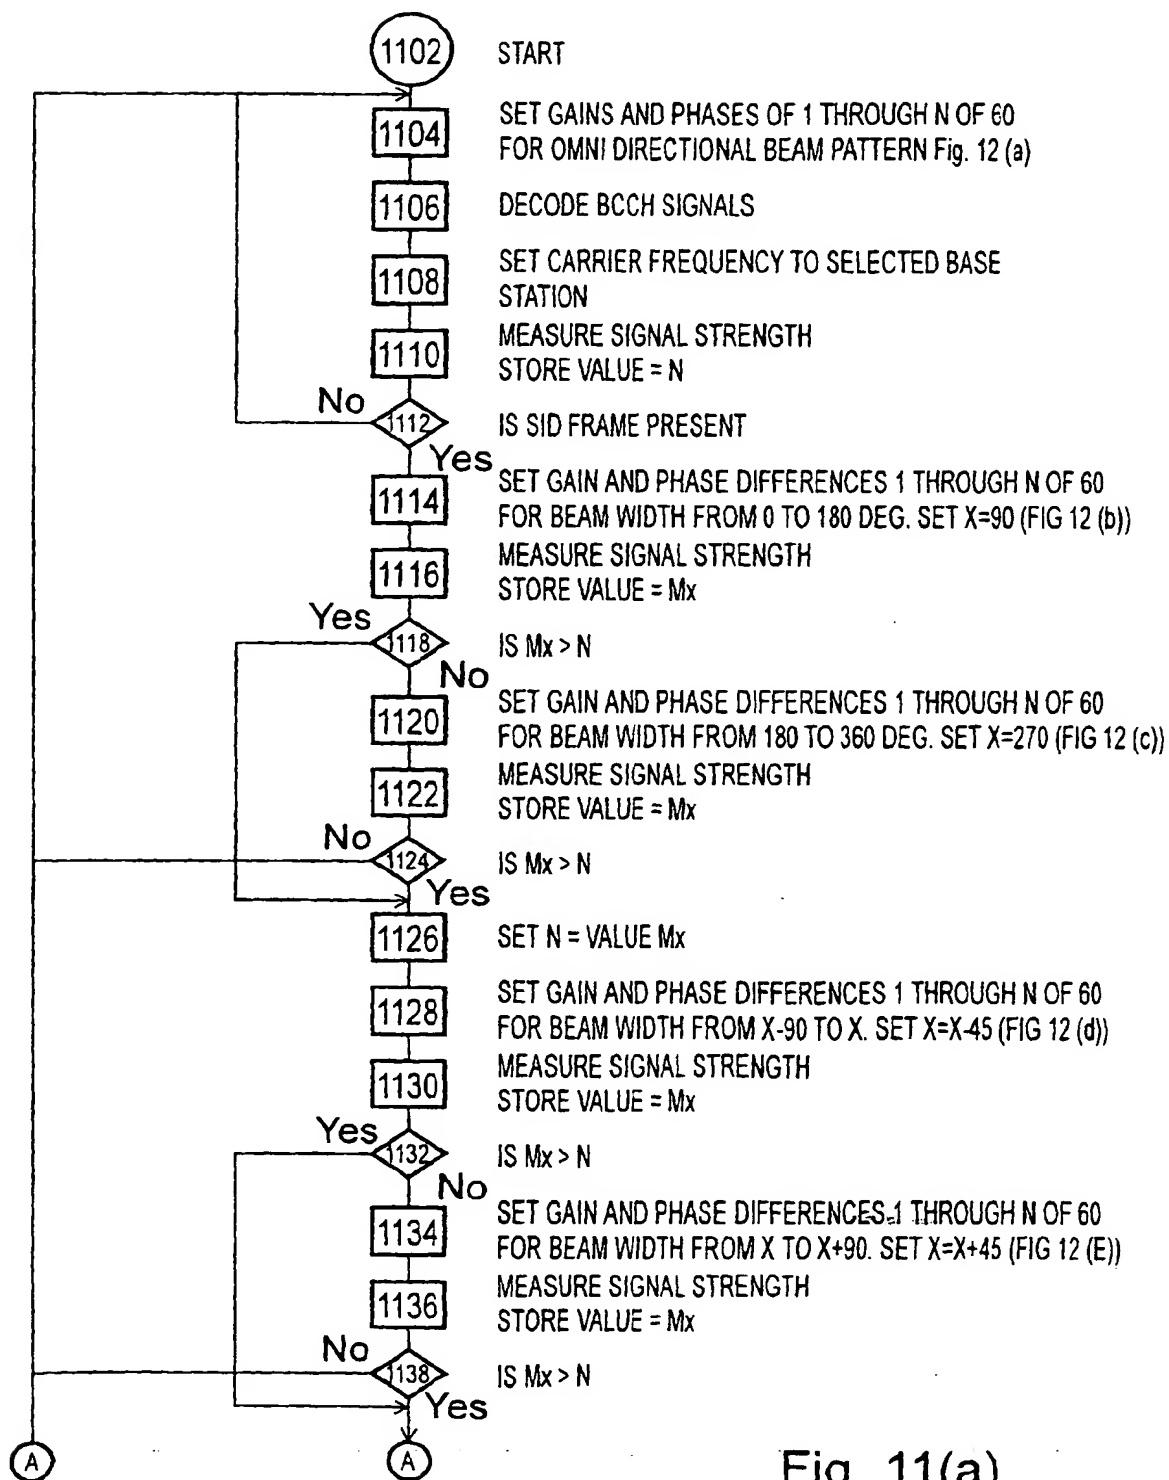 1102 START
1104 SET GAINS AND PHASES OF 1 THROUGH N OF 60
FOR OMNI DIRECTIONAL BEAM PATTERN Fig. 12 (a)
1106 DECODE BCCH SIGNALS
1108 SET CARRIER FREQUENCY TO SELECTED BASE
STATION
1110 MEASURE SIGNAL STRENGTH
STORE VALUE = N
No 1112 IS SID FRAME PRESENT
Yes
1114 SET GAIN AND PHASE DIFFERENCES 1 THROUGH N OF 60
FOR BEAM WIDTH FROM 0 TO 180 DEG. SET X=90 (FIG 12 (b))
1116 MEASURE SIGNAL STRENGTH
STORE VALUE = Mx
Yes 1118 IS Mx > N
No
1120 SET GAIN AND PHASE DIFFERENCES 1 THROUGH N OF 60
FOR BEAM WIDTH FROM 180 TO 360 DEG. SET X=270 (FIG 12 (c))
1122 MEASURE SIGNAL STRENGTH
STORE VALUE = Mx
No 1124 IS Mx > N
Yes
1126 SET N = VALUE Mx
1128 SET GAIN AND PHASE DIFFERENCES 1 THROUGH N OF 60
FOR BEAM WIDTH FROM X-90 TO X. SET X=X-45 (FIG 12 (d))
1130 MEASURE SIGNAL STRENGTH
STORE VALUE = Mx
Yes 1132 IS Mx > N
No
1134 SET GAIN AND PHASE DIFFERENCES 1 THROUGH N OF 60
FOR BEAM WIDTH FROM X TO X+90. SET X=X+45 (FIG 12 (E))
1136 MEASURE SIGNAL STRENGTH
STORE VALUE = Mx
No 1138 IS Mx > N
Yes
A A
Fig. 11(a)